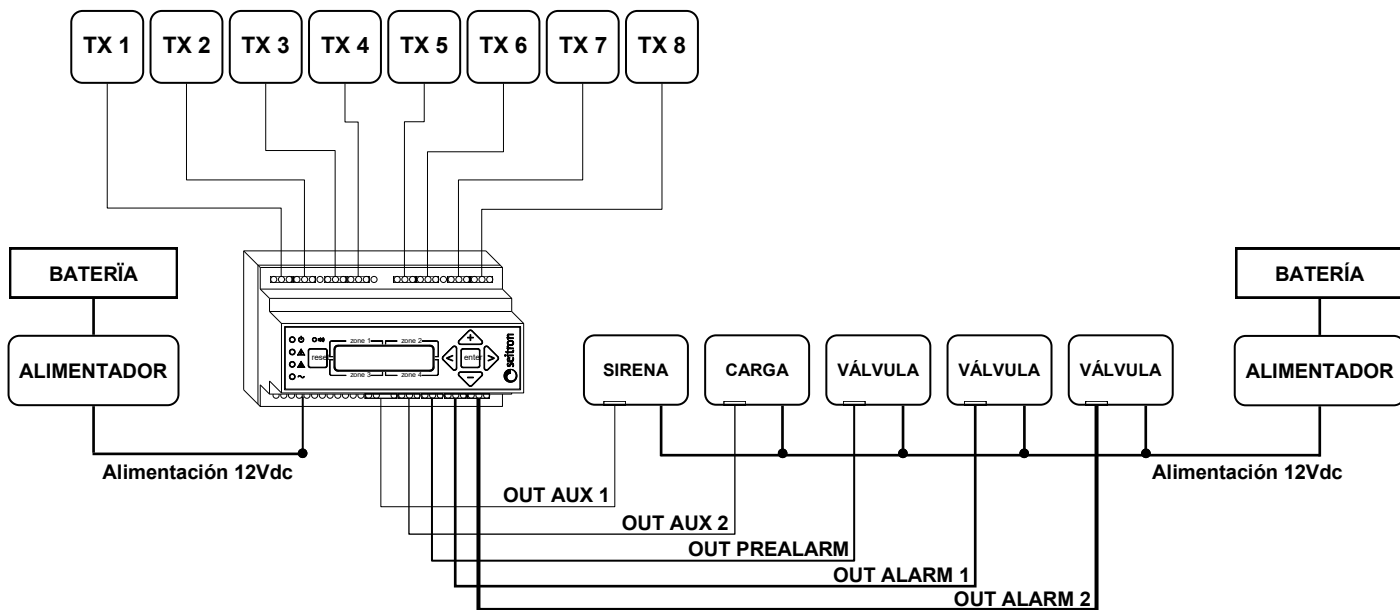 TX 1 TX 2 TX 3 TX 4 TX 5 TX 6 TX 7 TX 8
BATERÏA
BATERÍA
zone 1 zone 2
rese
enter
seitron
zone 3 zone 4
ALIMENTADOR
SIRENA CARGA VÁLVULA VÁLVULA VÁLVULA
ALIMENTADOR
Alimentación 12Vdc
Alimentación 12Vdc
OUT AUX 1
OUT AUX 2
OUT PREALARM
OUT ALARM 1
OUT ALARM 2